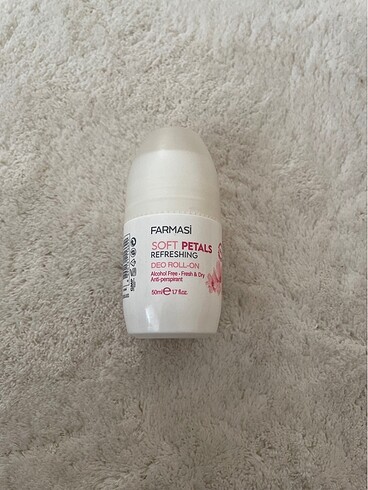 FARMASİ
SOFT PETALS
REFRESHING
DEO ROLL-ON
Alcohol Free - Fresh & Dry
Anti-perspirant
50ml e 1.7 fl.oz.